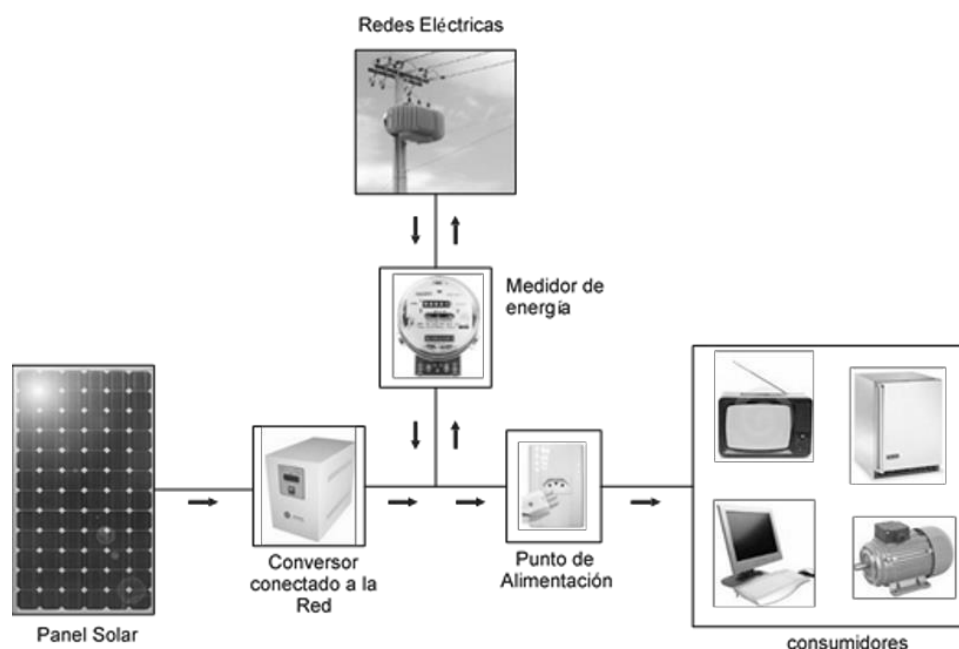 Redes Eléctricas
Medidor de
energía
Conversor
conectado a la
Red
Punto de
Alimentación
Panel Solar
consumidores